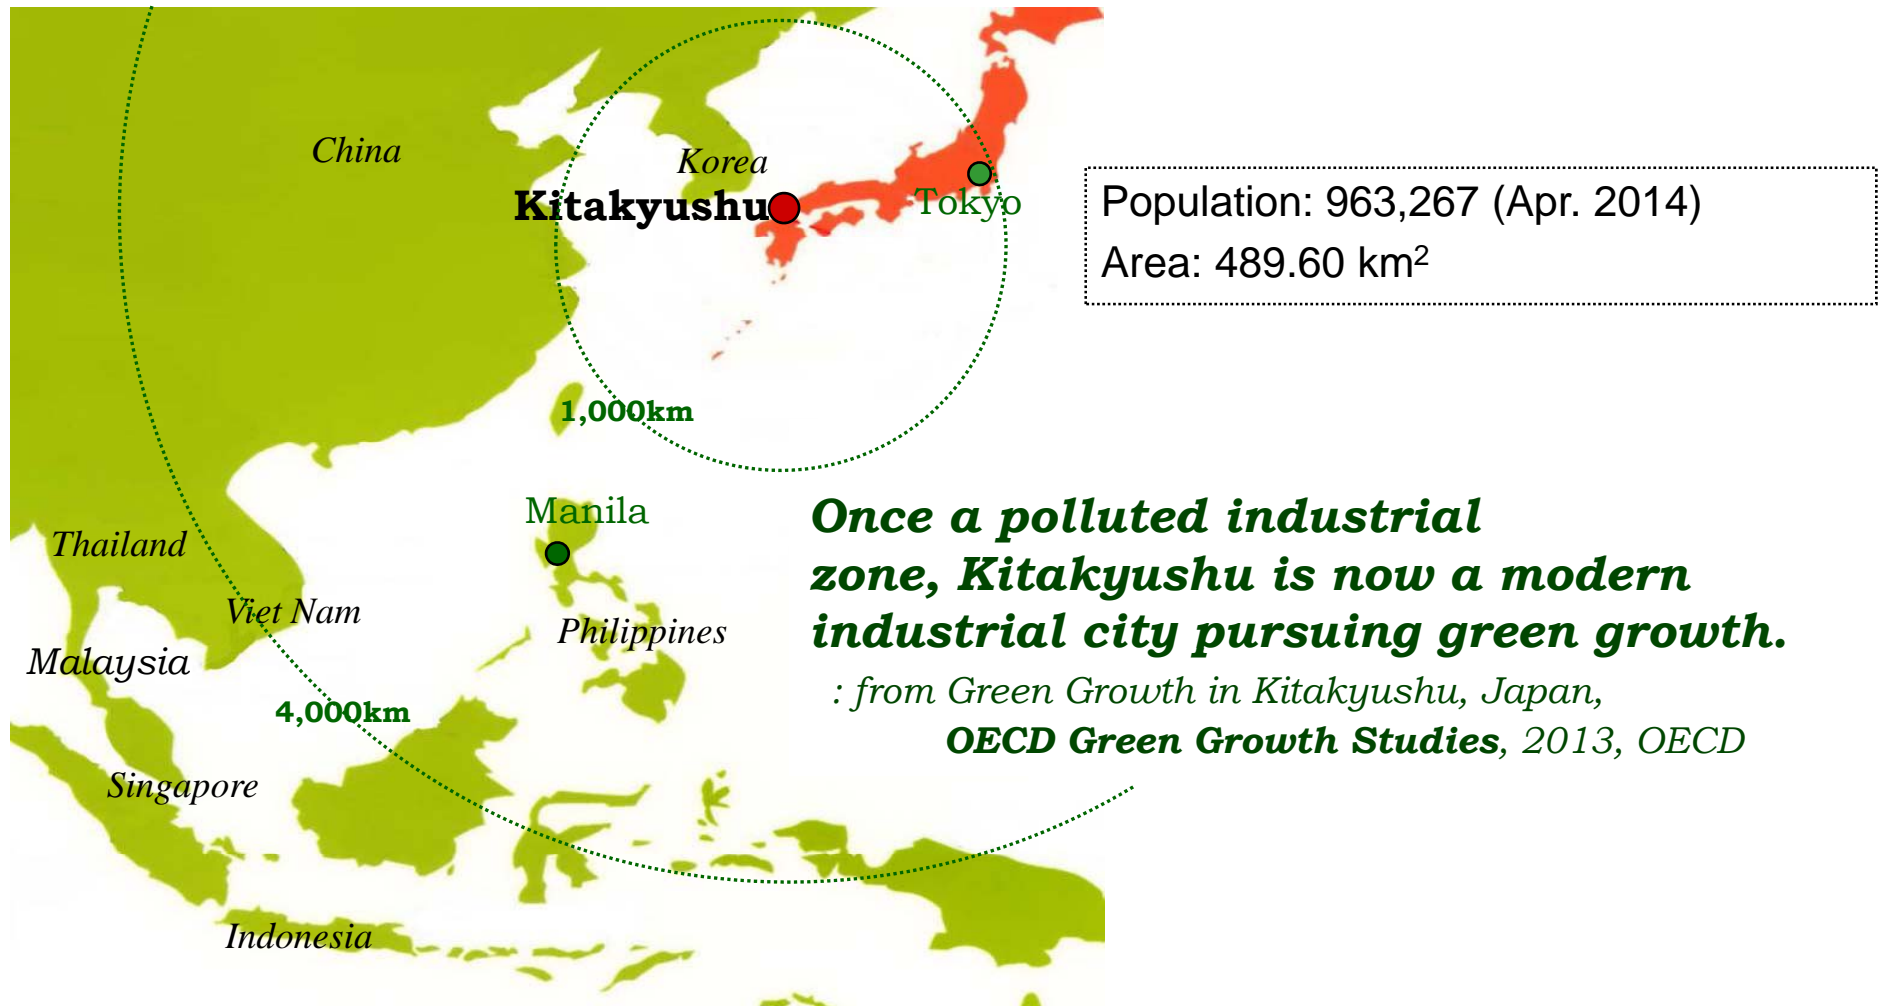 China
Korea
Kitakyushu
Tokyo
Population: 963,267 (Apr. 2014)
Area: 489.60 km²
1,000km
Manila
Once a polluted industrial
zone, Kitakyushu is now a modern
industrial city pursuing green growth.
: from Green Growth in Kitakyushu, Japan,
OECD Green Growth Studies, 2013, OECD
Thailand
Viet Nam
Philippines
Malaysia
4,000km
Singapore
Indonesia